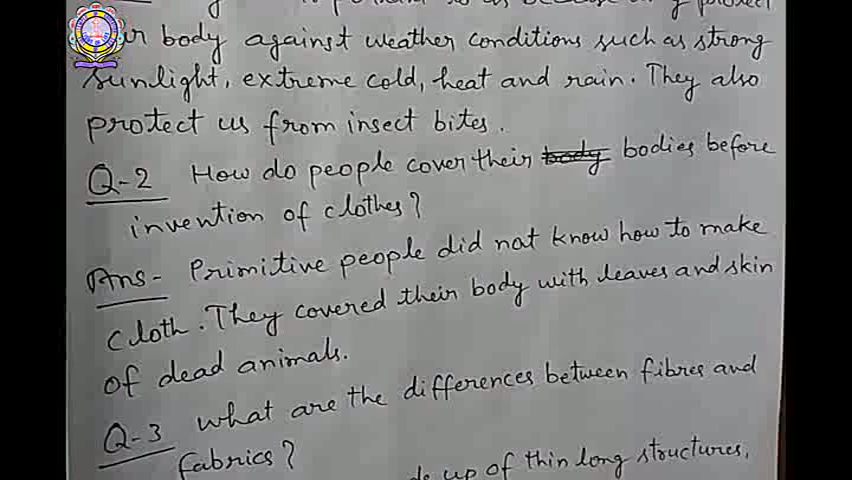 protect
body against weather conditions such as strong
sunlight, extreme cold, heat and rain. They also
protect us from insect bites.
Q-2 How do people cover their body bodies before
invention of clothes?
Ans- Primitive people did not know how to make
cloth. They covered their body with leaves and skin
of dead animals.
Q-3 What are the differences between fibres and
fabrics?
up of thin long structures,